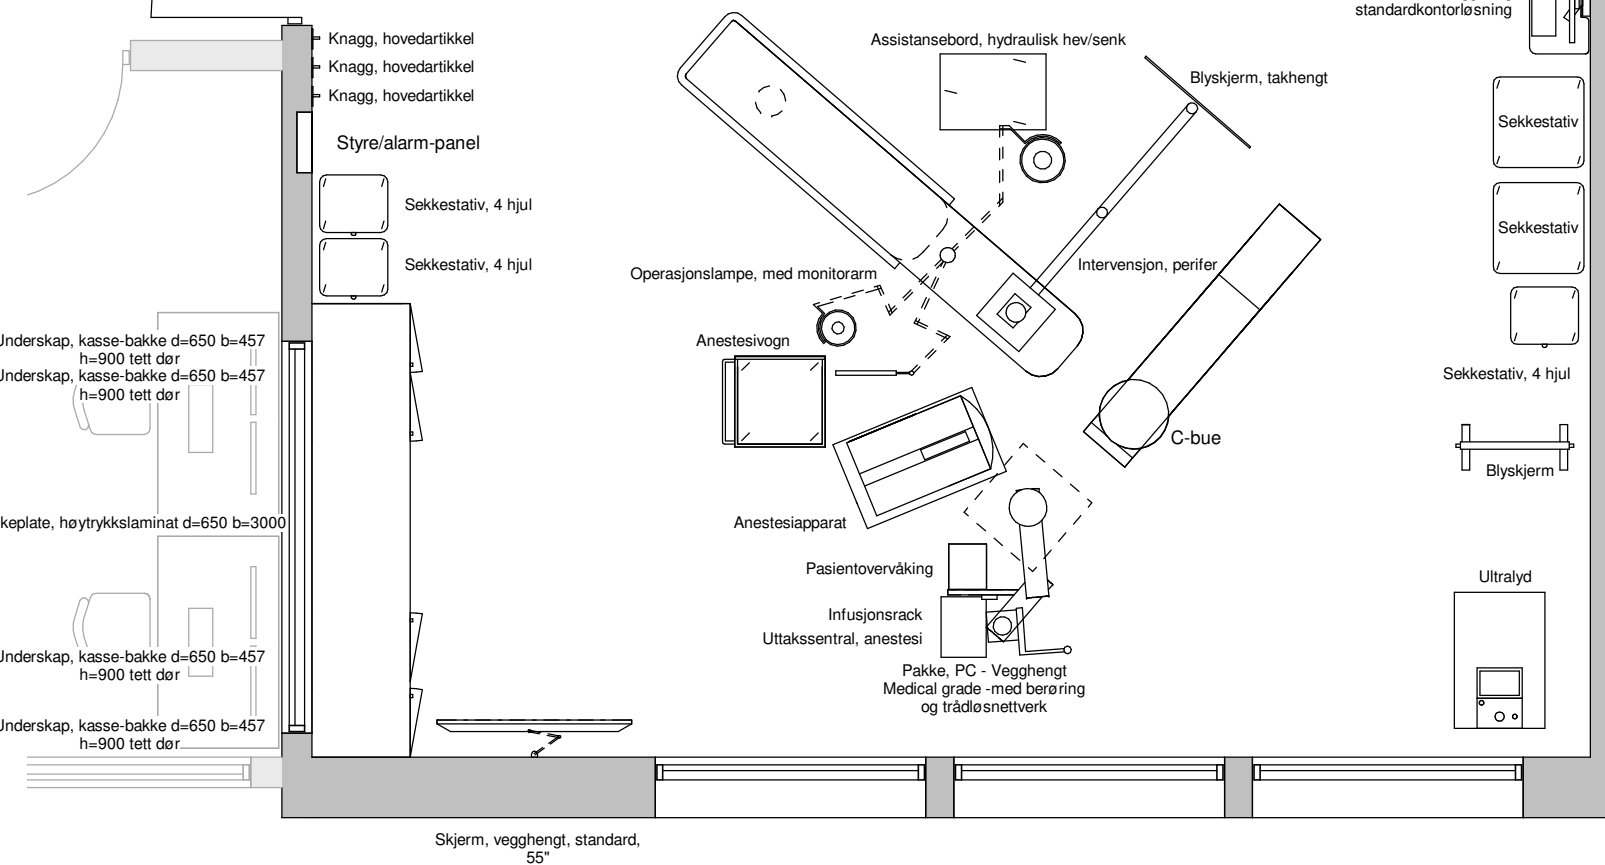 standardkontorløsning
Knagg, hovedartikkel
Knagg, hovedartikkel
Knagg, hovedartikkel
Assistansebord, hydraulisk hev/senk
Blyskjerm, takhengt
Sekkestativ
Styre/alarm-panel
Sekkestativ, 4 hjul
Sekkestativ
Sekkestativ, 4 hjul
Operasjonslampe, med monitorarm
Intervensjon, perifer
Underskap, kasse-bakke d=650 b=457
h=900 tett dør
Anestesivogn
Underskap, kasse-bakke d=650 b=457
h=900 tett dør
Sekkestativ, 4 hjul
C-bue
Blyskjerm
keplate, høytrykkslaminat d=650 b=3000
Anestesiapparat
Pasientovervåking
Ultralyd
Infusjonsrack
Uttakssentral, anestesi
Underskap, kasse-bakke d=650 b=457
h=900 tett dør
Pakke, PC - Vegghengt
Medical grade -med berøring
og trådløsnettverk
Underskap, kasse-bakke d=650 b=457
h=900 tett dør
Skjerm, vegghengt, standard,
55"